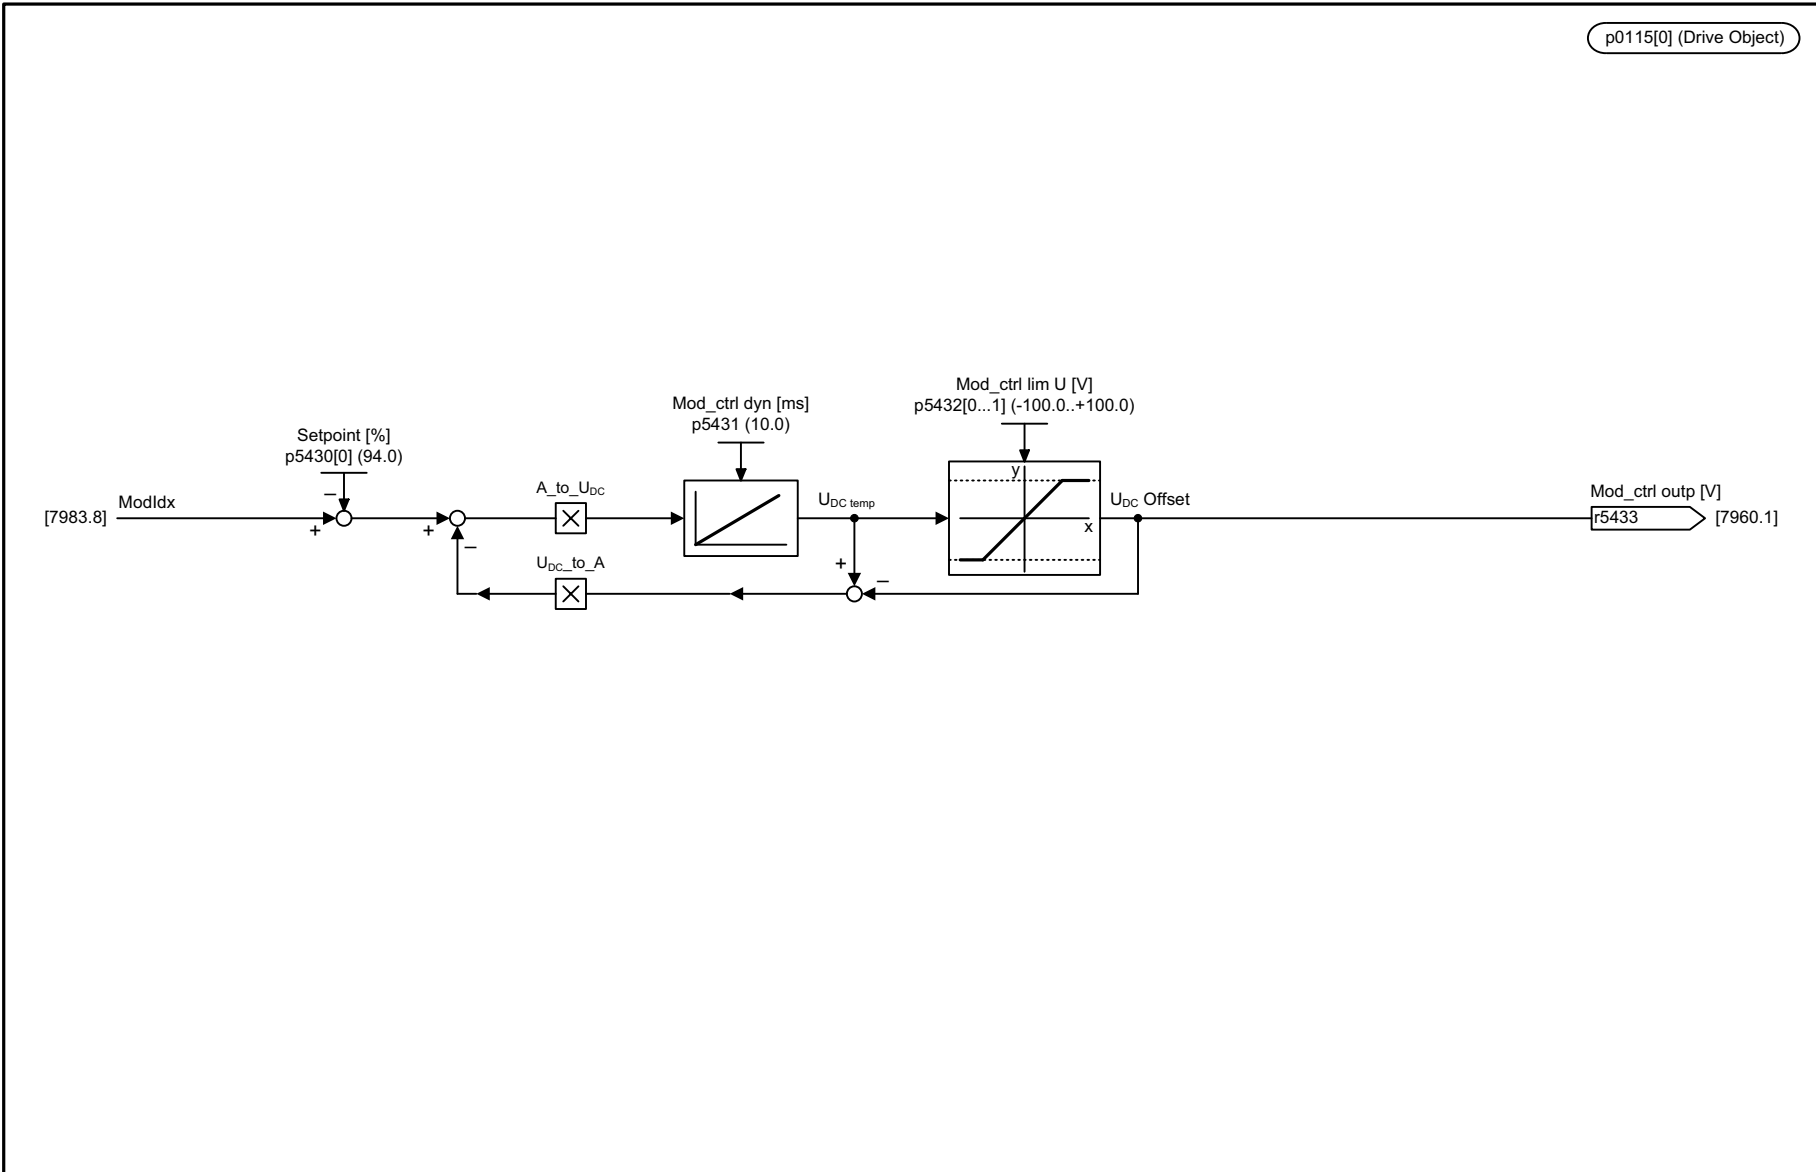 p0115[0] (Drive Object)
Mod_ctrl lim U [V]
p5432[0...1] (-100.0..+100.0)
Mod_ctrl dyn [ms]
p5431 (10.0)
Setpoint [%]
p5430[0] (94.0)
[7983.8]
ModIdx
–
+
+
–
A_to_UDC
UDC_to_A
UDC temp
+
–
y
x
UDC Offset
Mod_ctrl outp [V]
r5433
[7960.1]